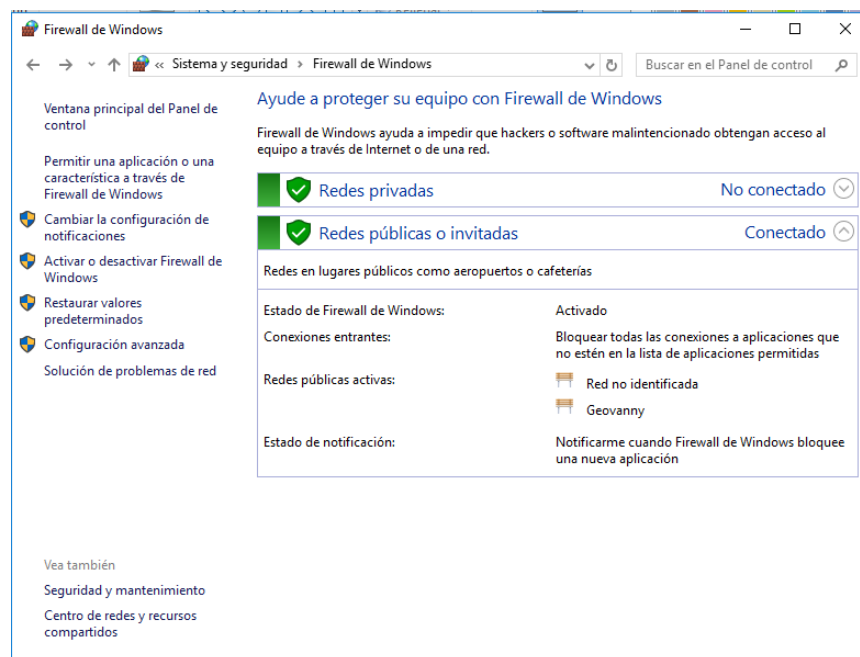 Firewall de Windows
« Sistema y seguridad > Firewall de Windows
Buscar en el Panel de control
Ventana principal del Panel de
control
Permitir una aplicación o una
característica a través de
Firewall de Windows
Cambiar la configuración de
notificaciones
Activar o desactivar Firewall de
Windows
Restaurar valores
predeterminados
Configuración avanzada
Solución de problemas de red
Ayude a proteger su equipo con Firewall de Windows
Firewall de Windows ayuda a impedir que hackers o software malintencionado obtengan acceso al
equipo a través de Internet o de una red.
Redes privadas No conectado
Redes públicas o invitadas Conectado
Redes en lugares públicos como aeropuertos o cafeterías
Estado de Firewall de Windows: Activado
Conexiones entrantes: Bloquear todas las conexiones a aplicaciones que
no estén en la lista de aplicaciones permitidas
Redes públicas activas: Red no identificada
Geovanny
Estado de notificación: Notificarme cuando Firewall de Windows bloquee
una nueva aplicación
Vea también
Seguridad y mantenimiento
Centro de redes y recursos
compartidos